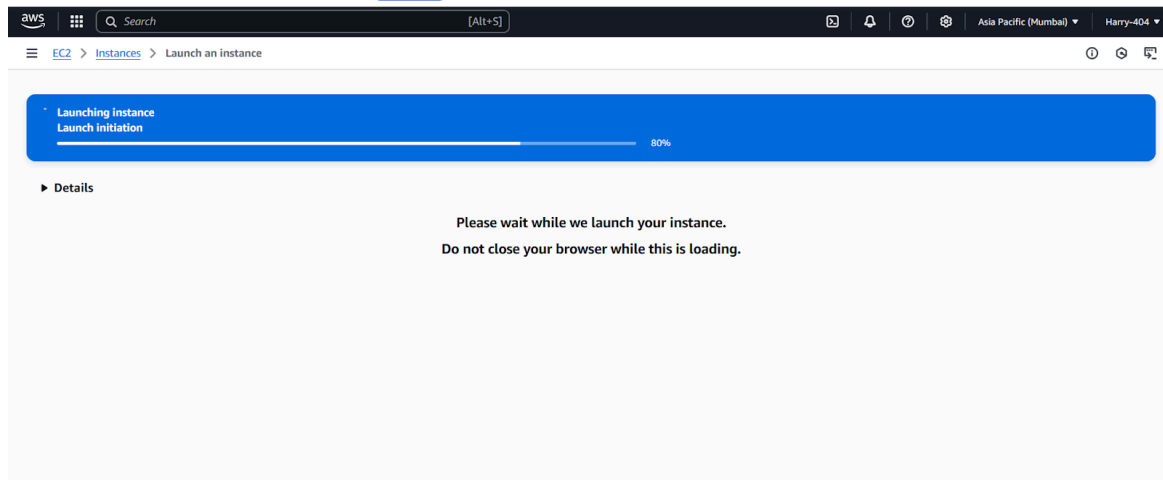 aws Search [Alt+S] Asia Pacific (Mumbai) Harry-404
EC2 > Instances > Launch an instance
Launching instance
Launch initiation
80%
Details
Please wait while we launch your instance.
Do not close your browser while this is loading.